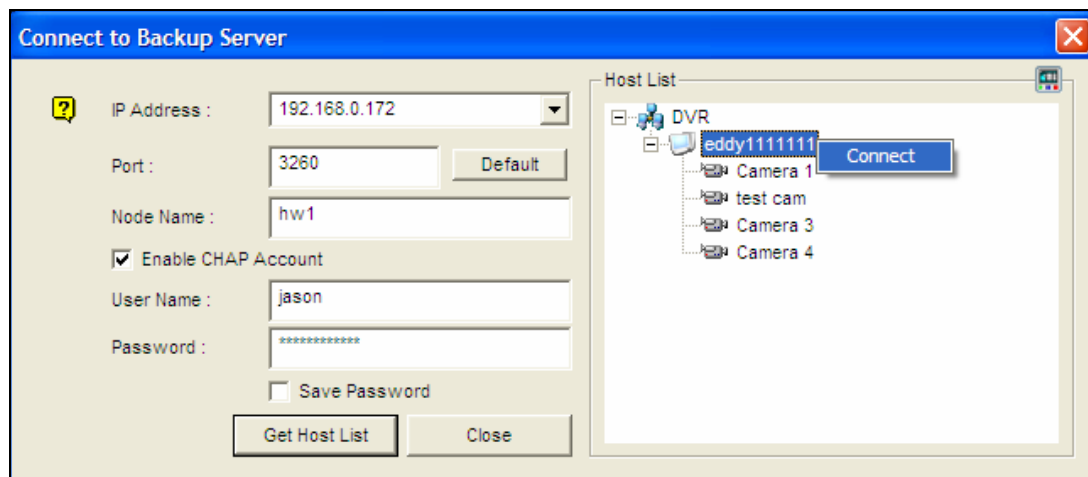 Connect to Backup Server
IP Address :
192.168.0.172
Port :
3260
Default
Node Name :
hw1
Enable CHAP Account
User Name :
jason
Password :
************
Save Password
Get Host List
Close
Host List
DVR
eddy1111111
Connect
Camera 1
test cam
Camera 3
Camera 4